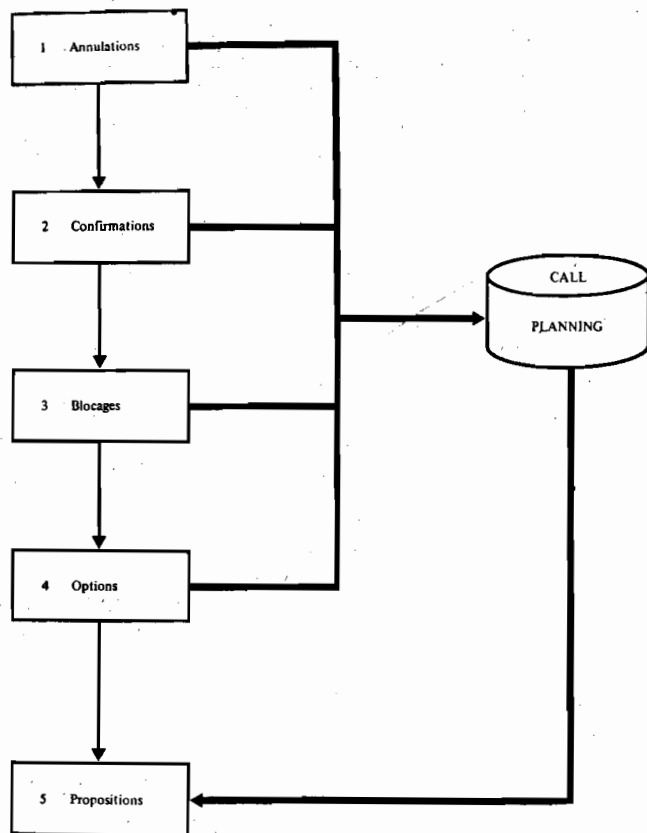 1 Annulations
2 Confirmations
CALL
PLANNING
3 Blocages
4 Options
5 Propositions